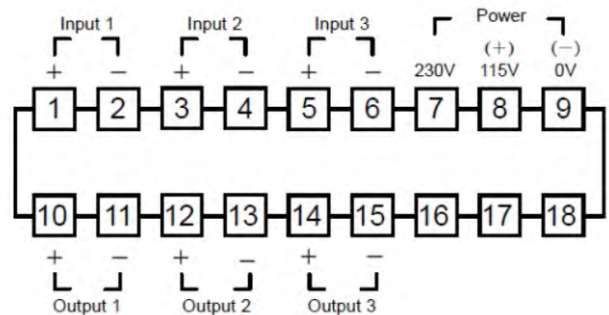 Input 1 Input 2 Input 3 Power
(+) (−)
+ − + − + − 230V 115V 0V
1 2 3 4 5 6 7 8 9
10 11 12 13 14 15 16 17 18
+ − + − + −
Output 1 Output 2 Output 3